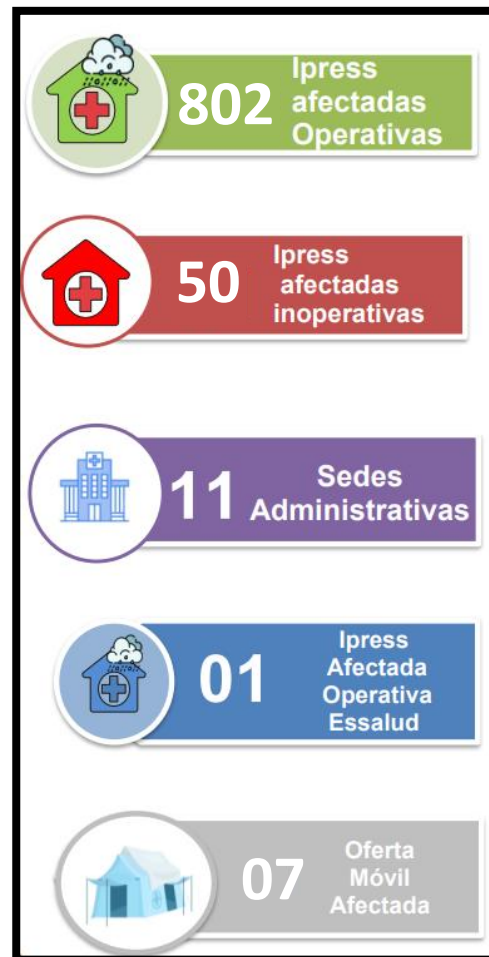 802
Ipress
afectadas
Operativas
50
Ipress
afectadas
inoperativas
11
Sedes
Administrativas
01
Ipress
Afectada
Operativa
Essalud
07
Oferta
Móvil
Afectada